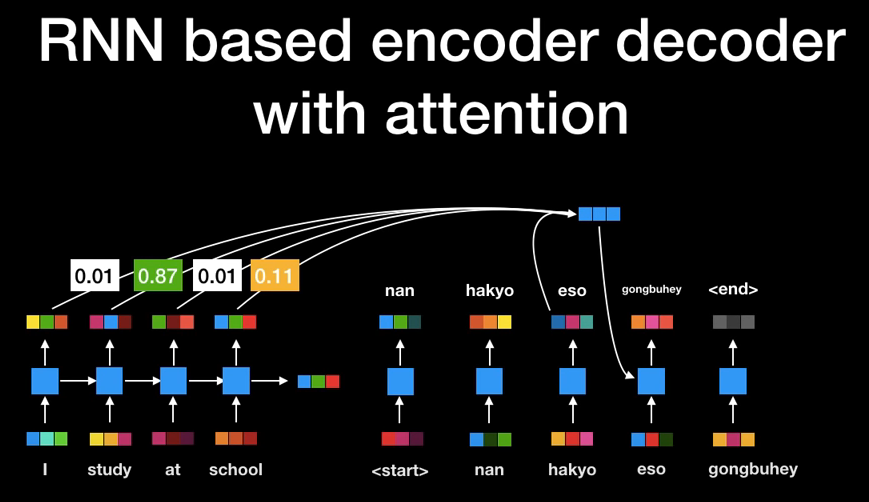 RNN based encoder decoder
with attention
0.01 0.87 0.01 0.11
nan hakyo eso gongbuhey <end>
I study at school <start> nan hakyo eso gongbuhey